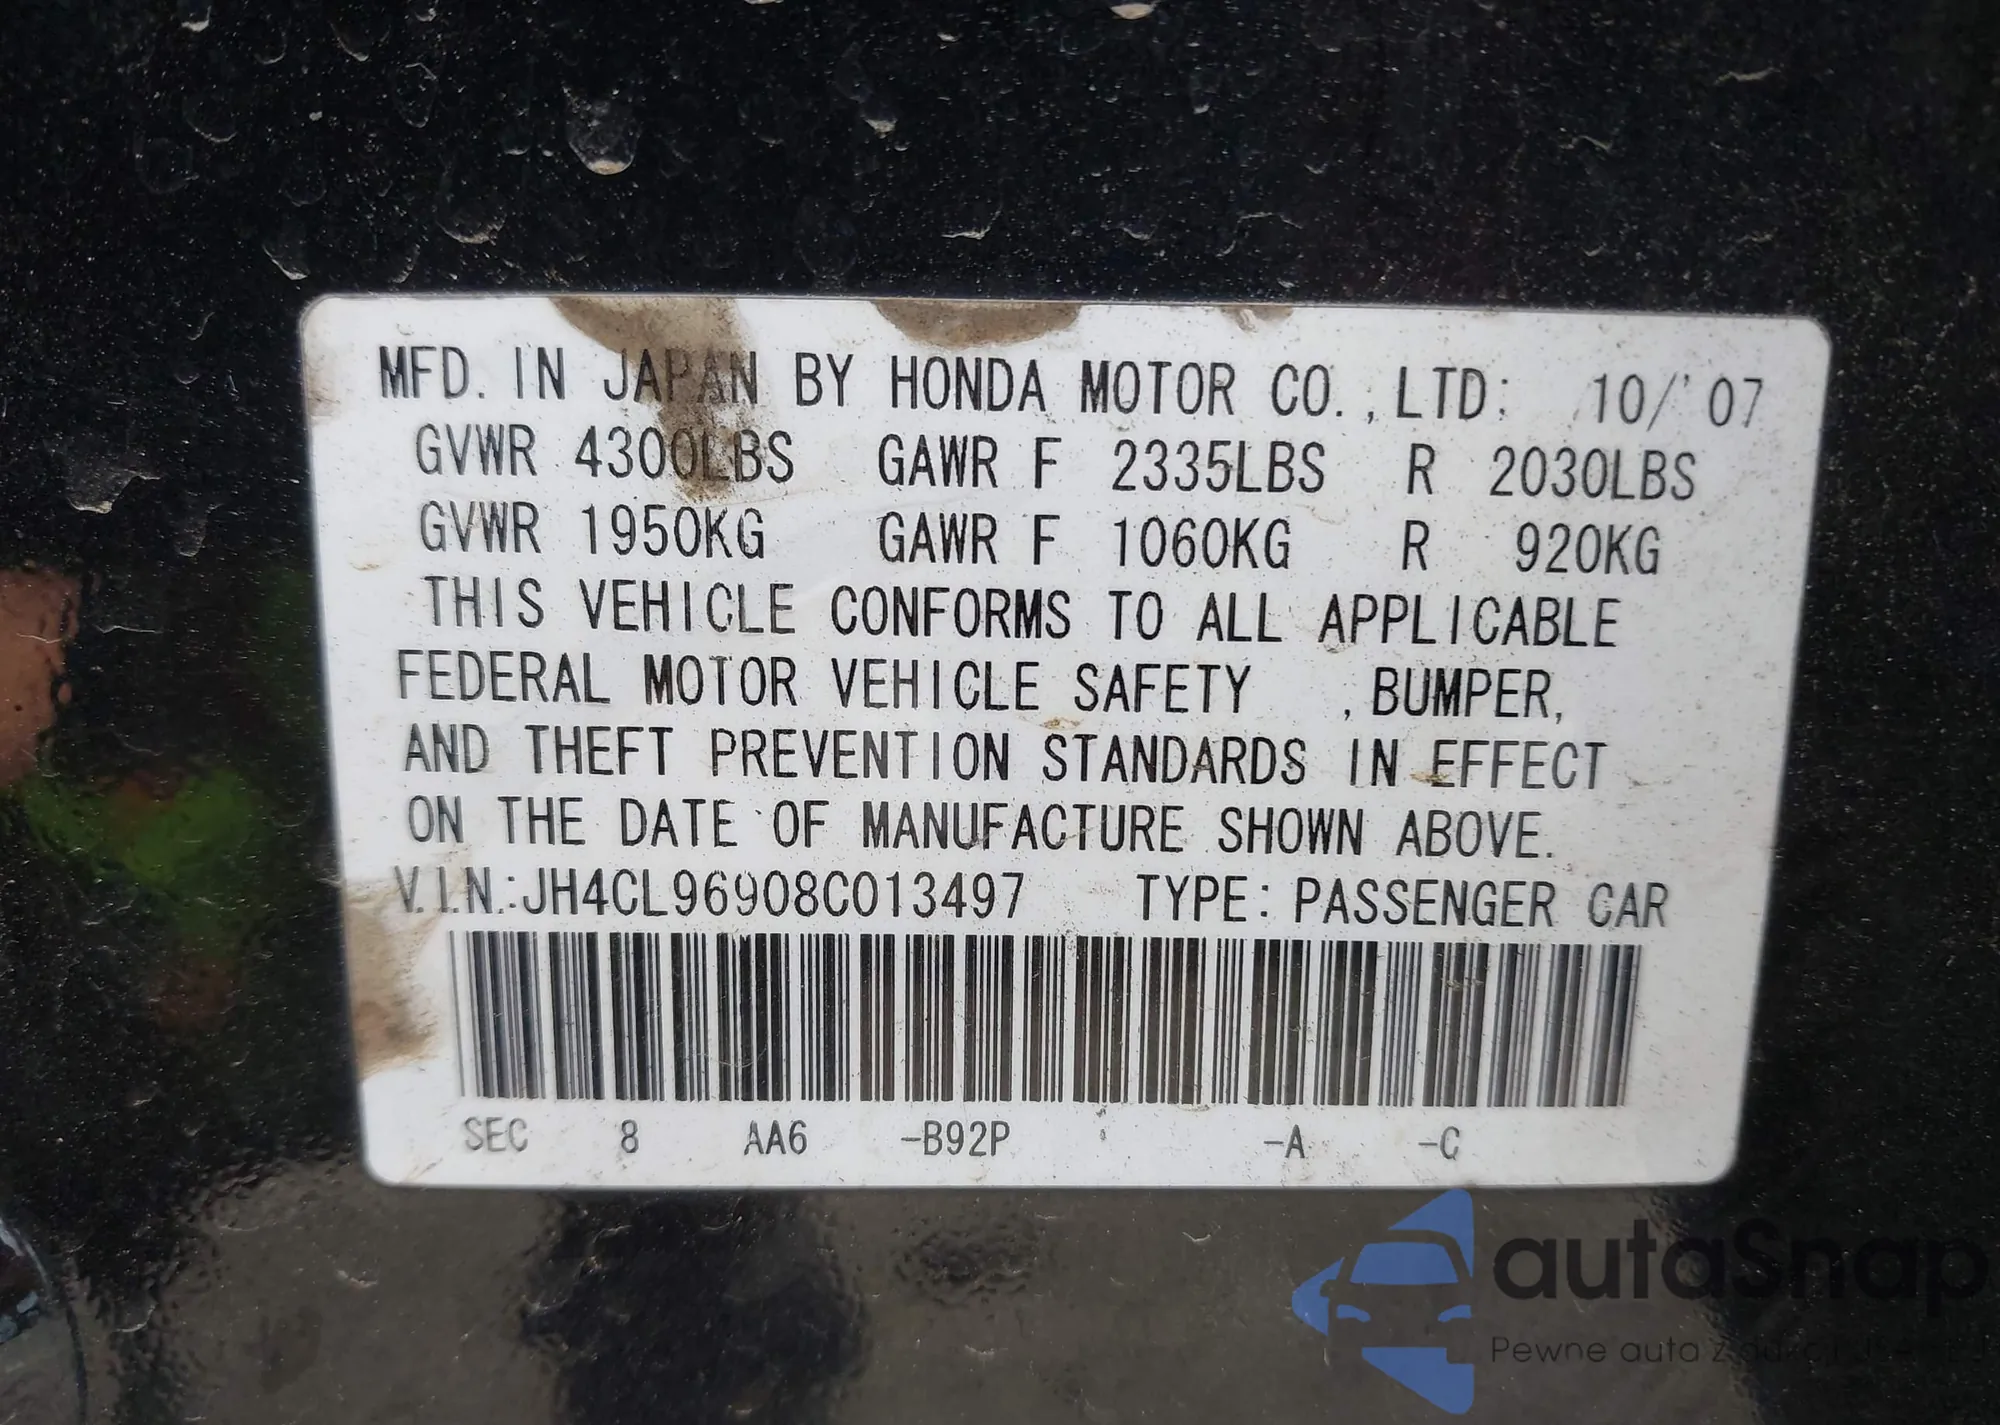 MFD. IN JAPAN BY HONDA MOTOR CO., LTD: 10/'07
GVWR 4300LBS GAWR F 2335LBS R 2030LBS
GVWR 1950KG GAWR F 1060KG R 920KG
THIS VEHICLE CONFORMS TO ALL APPLICABLE
FEDERAL MOTOR VEHICLE SAFETY , BUMPER,
AND THEFT PREVENTION STANDARDS IN EFFECT
ON THE DATE OF MANUFACTURE SHOWN ABOVE.
V.I.N.:JH4CL96908C013497 TYPE: PASSENGER CAR
SEC 8 AA6 -B92P -A -C
autaSnap
Pewne auta z